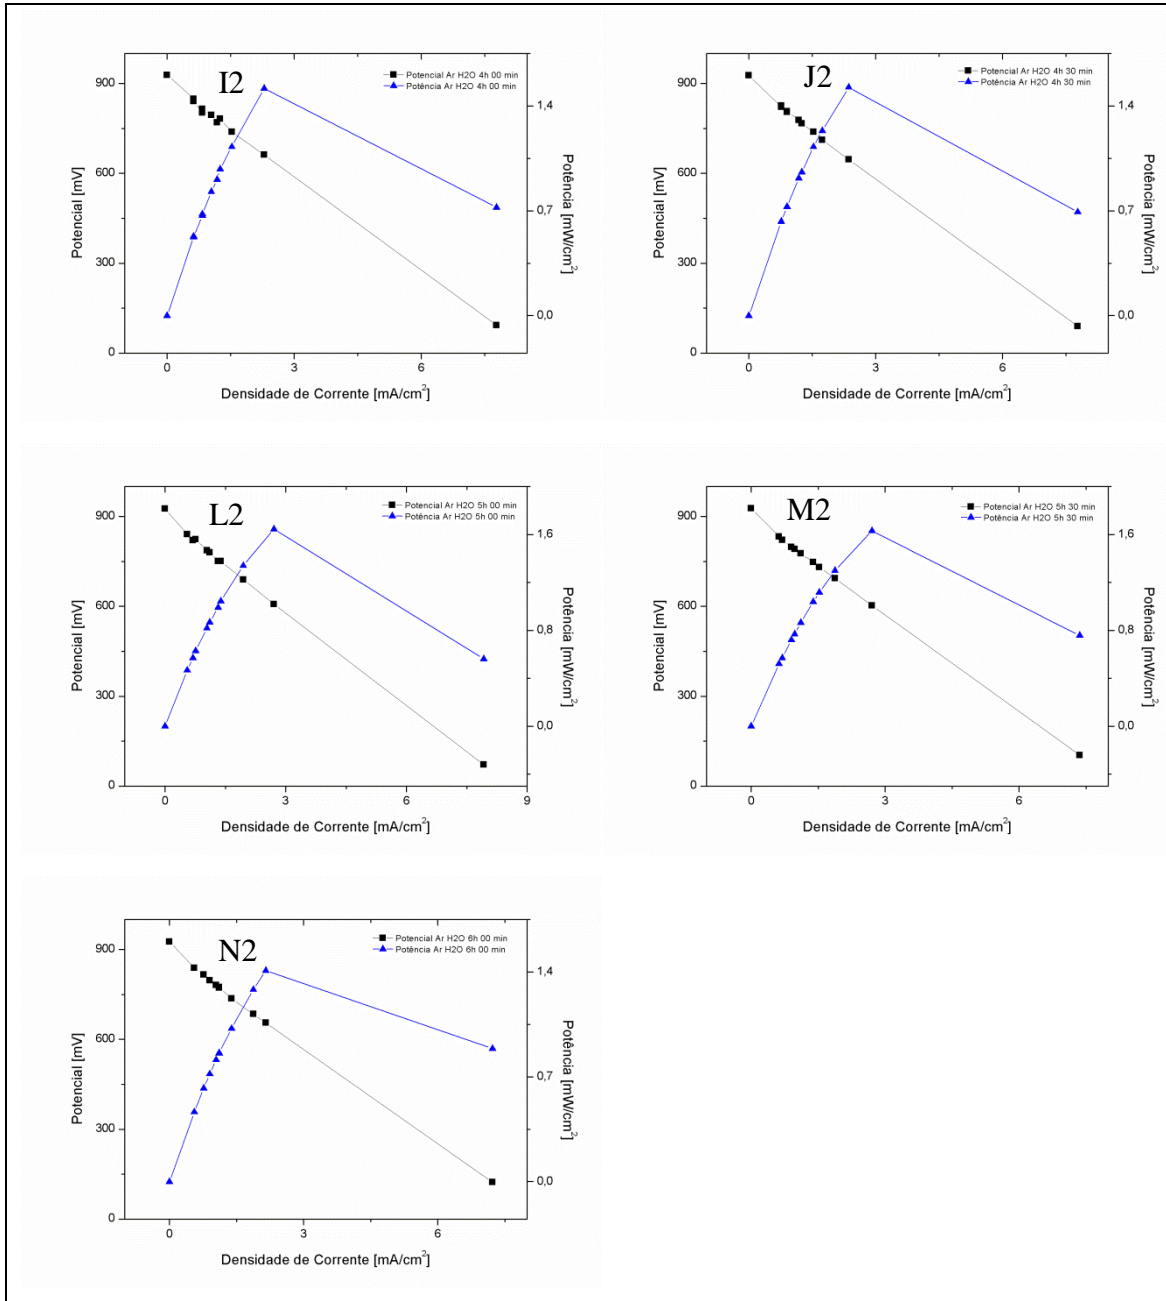 I2
Potencial Ar H2O 4h 00 min
Potência Ar H2O 4h 00 min
900
600
300
0
Potencial [mV]
1,4
0,7
0,0
Potência [mW/cm²]
0
3
6
Densidade de Corrente [mA/cm²]
J2
Potencial Ar H2O 4h 30 min
Potência Ar H2O 4h 30 min
900
600
300
0
Potencial [mV]
1,4
0,7
0,0
Potência [mW/cm²]
0
3
6
Densidade de Corrente [mA/cm²]
L2
Potencial Ar H2O 5h 00 min
Potência Ar H2O 5h 00 min
900
600
300
0
Potencial [mV]
1,6
0,8
0,0
Potência [mW/cm²]
0
3
6
9
Densidade de Corrente [mA/cm²]
M2
Potencial Ar H2O 5h 30 min
Potência Ar H2O 5h 30 min
900
600
300
0
Potencial [mV]
1,6
0,8
0,0
Potência [mW/cm²]
0
3
6
Densidade de Corrente [mA/cm²]
N2
Potencial Ar H2O 6h 00 min
Potência Ar H2O 6h 00 min
900
600
300
0
Potencial [mV]
1,4
0,7
0,0
Potência [mW/cm²]
0
3
6
Densidade de Corrente [mA/cm²]